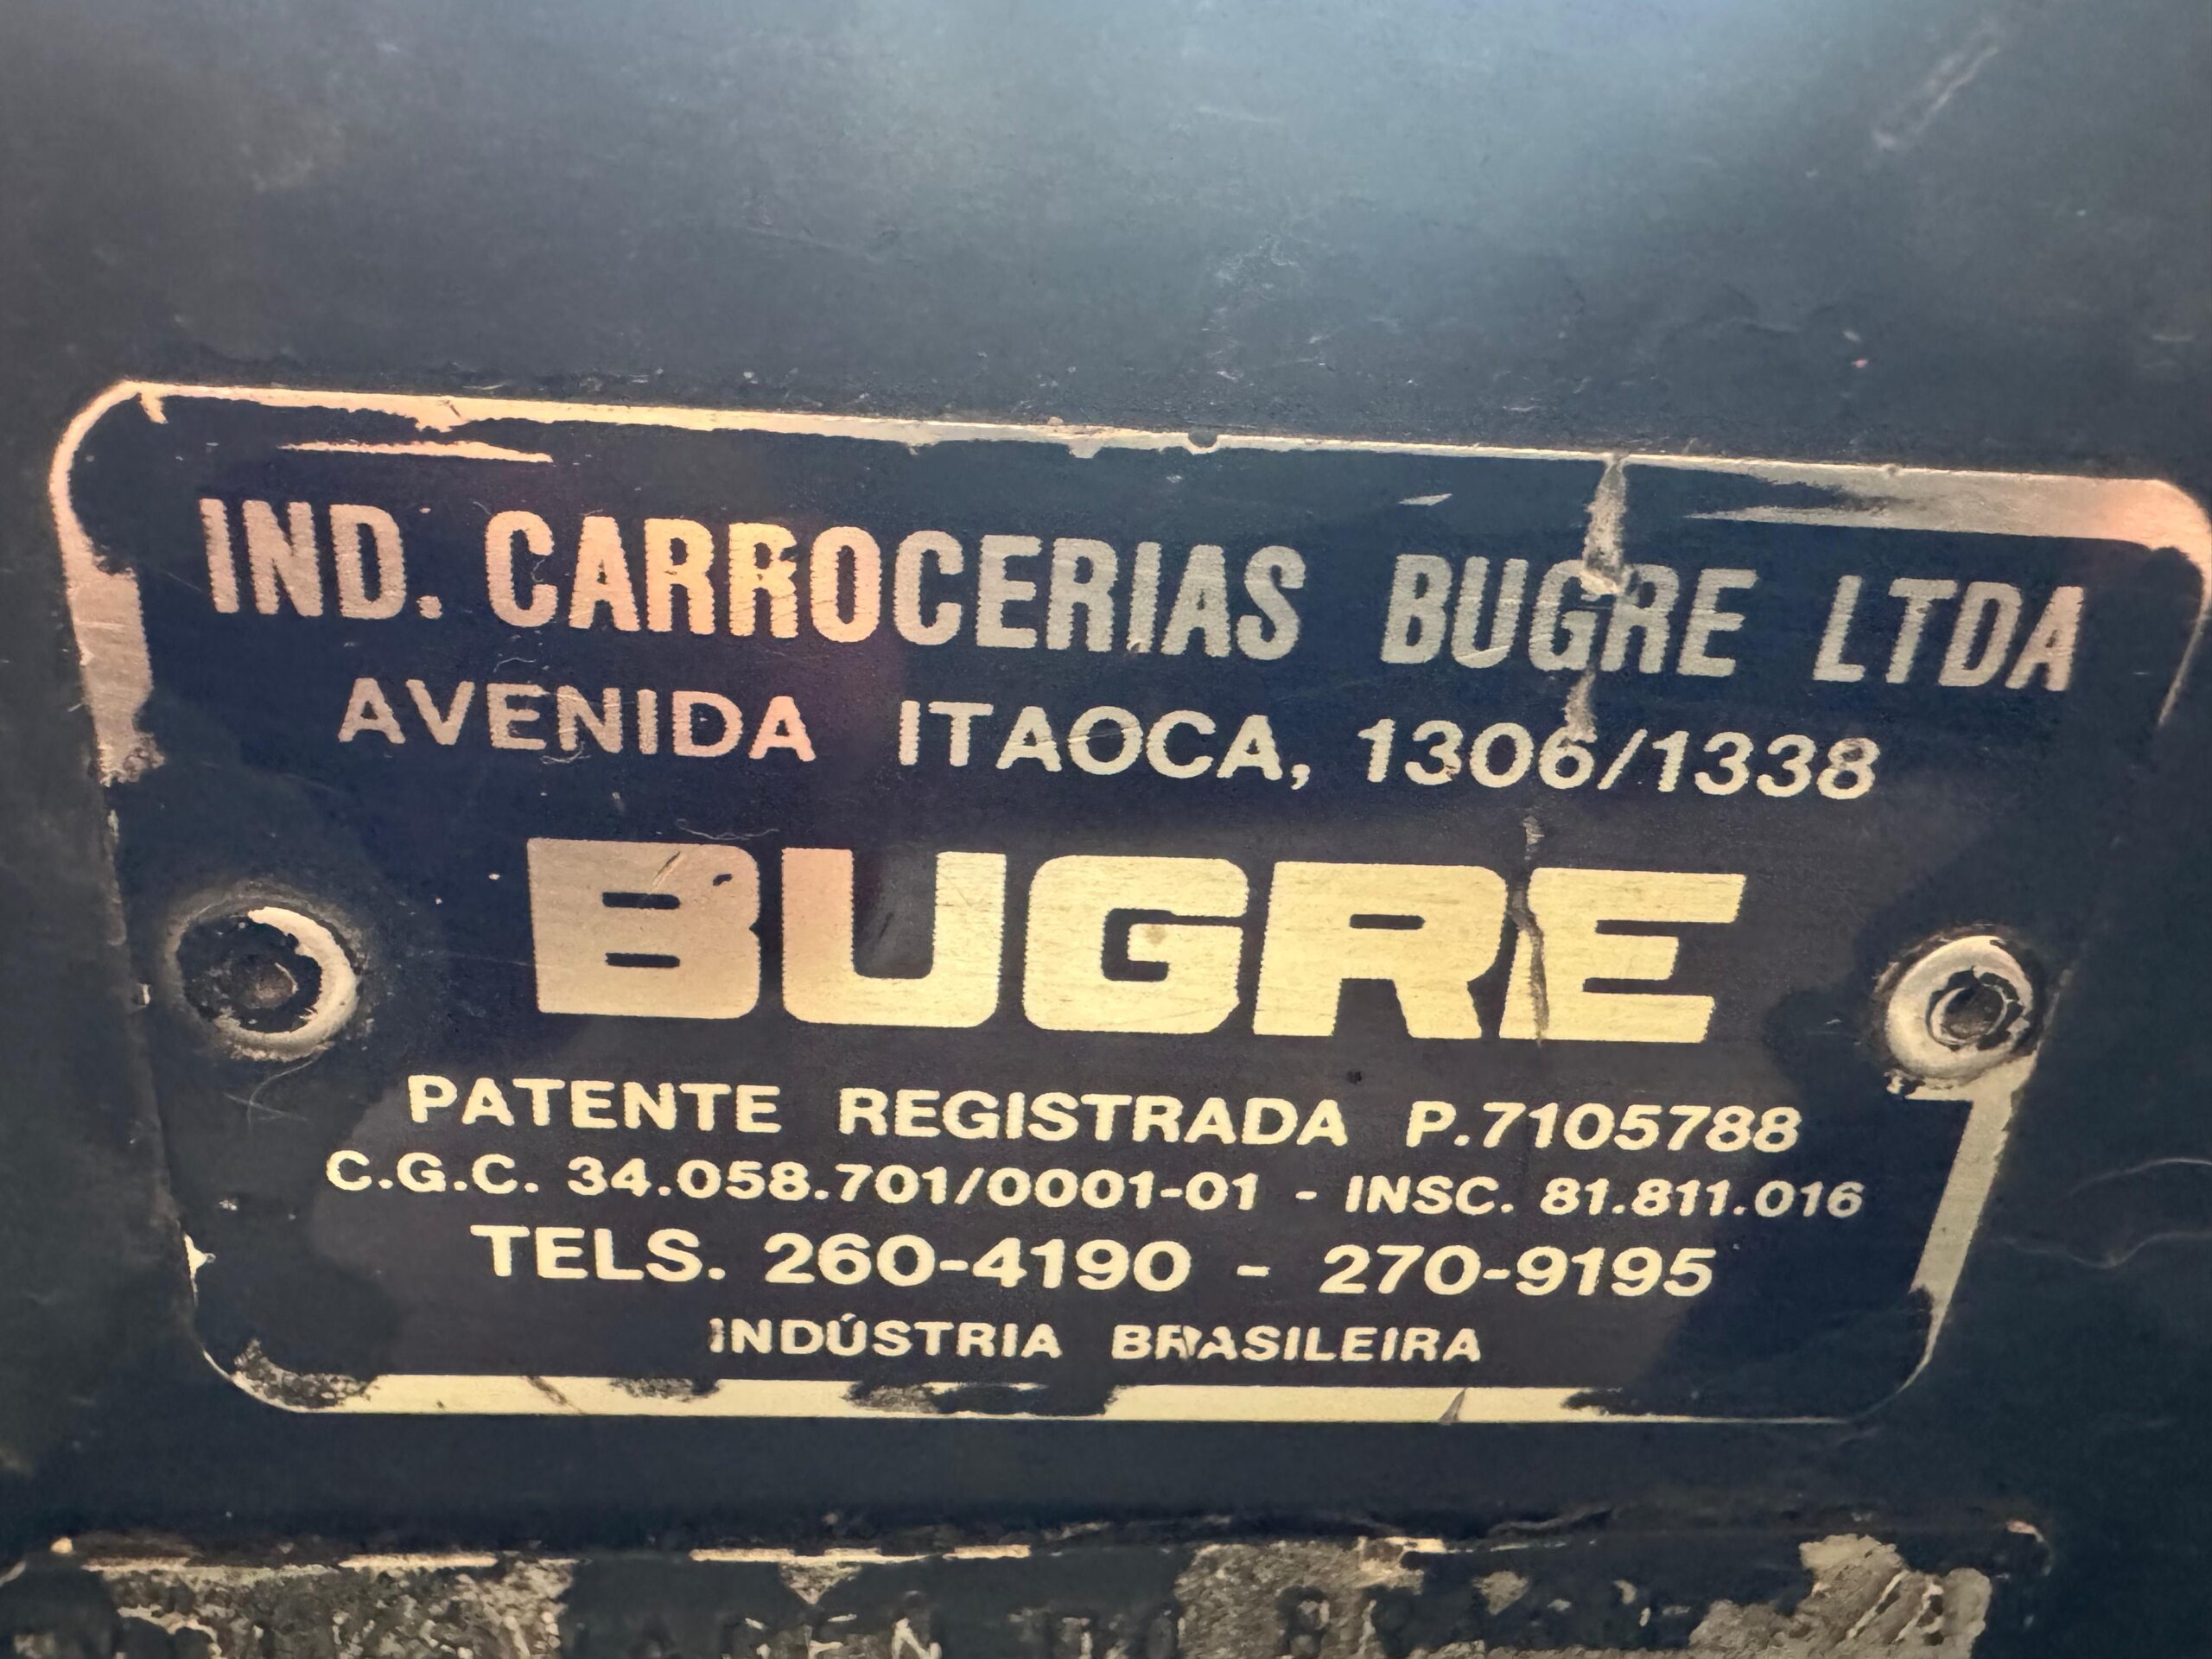 IND. CARROCERIAS BUGRE LTDA
AVENIDA ITAOCA, 1306/1338
BUGRE
PATENTE REGISTRADA P.7105788
C.G.C. 34.058.701/0001-01 - INSC. 81.811.016
TELS. 260-4190 - 270-9195
INDÚSTRIA BRASILEIRA